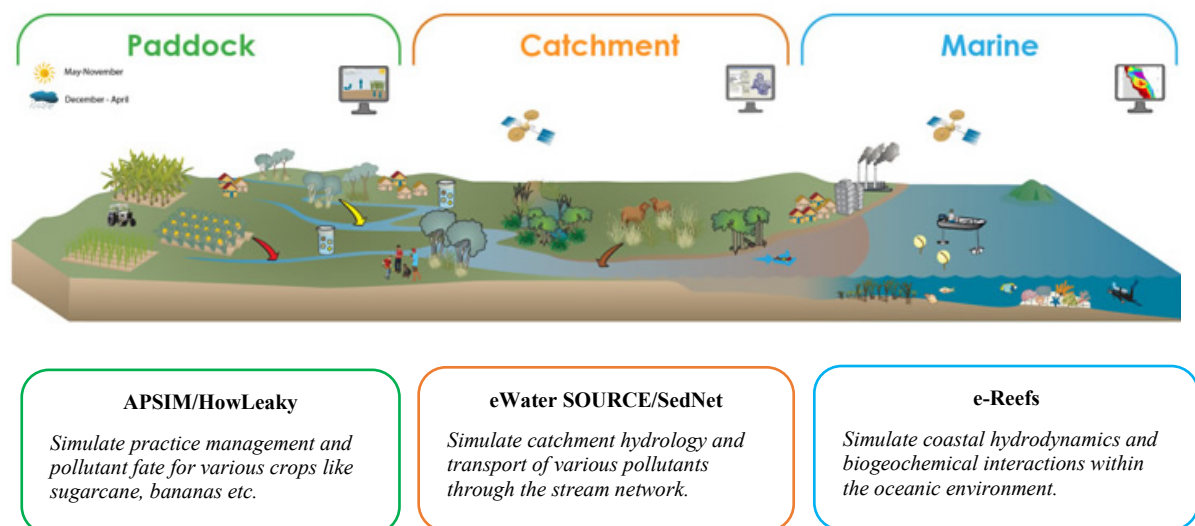 Paddock
Catchment
Marine
May-November
December - April
APSIM/HowLeaky
Simulate practice management and
pollutant fate for various crops like
sugarcane, bananas etc.
eWater SOURCE/SedNet
Simulate catchment hydrology and
transport of various pollutants
through the stream network.
e-Reefs
Simulate coastal hydrodynamics and
biogeochemical interactions within
the oceanic environment.